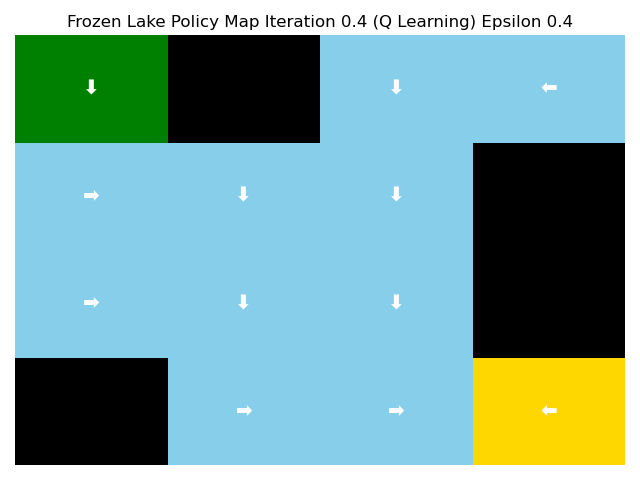 Frozen Lake Policy Map Iteration 0.4 (Q Learning) Epsilon 0.4
⬇ ⬇ ⬅
➡ ⬇ ⬇
➡ ⬇ ⬇
➡ ➡ ⬅